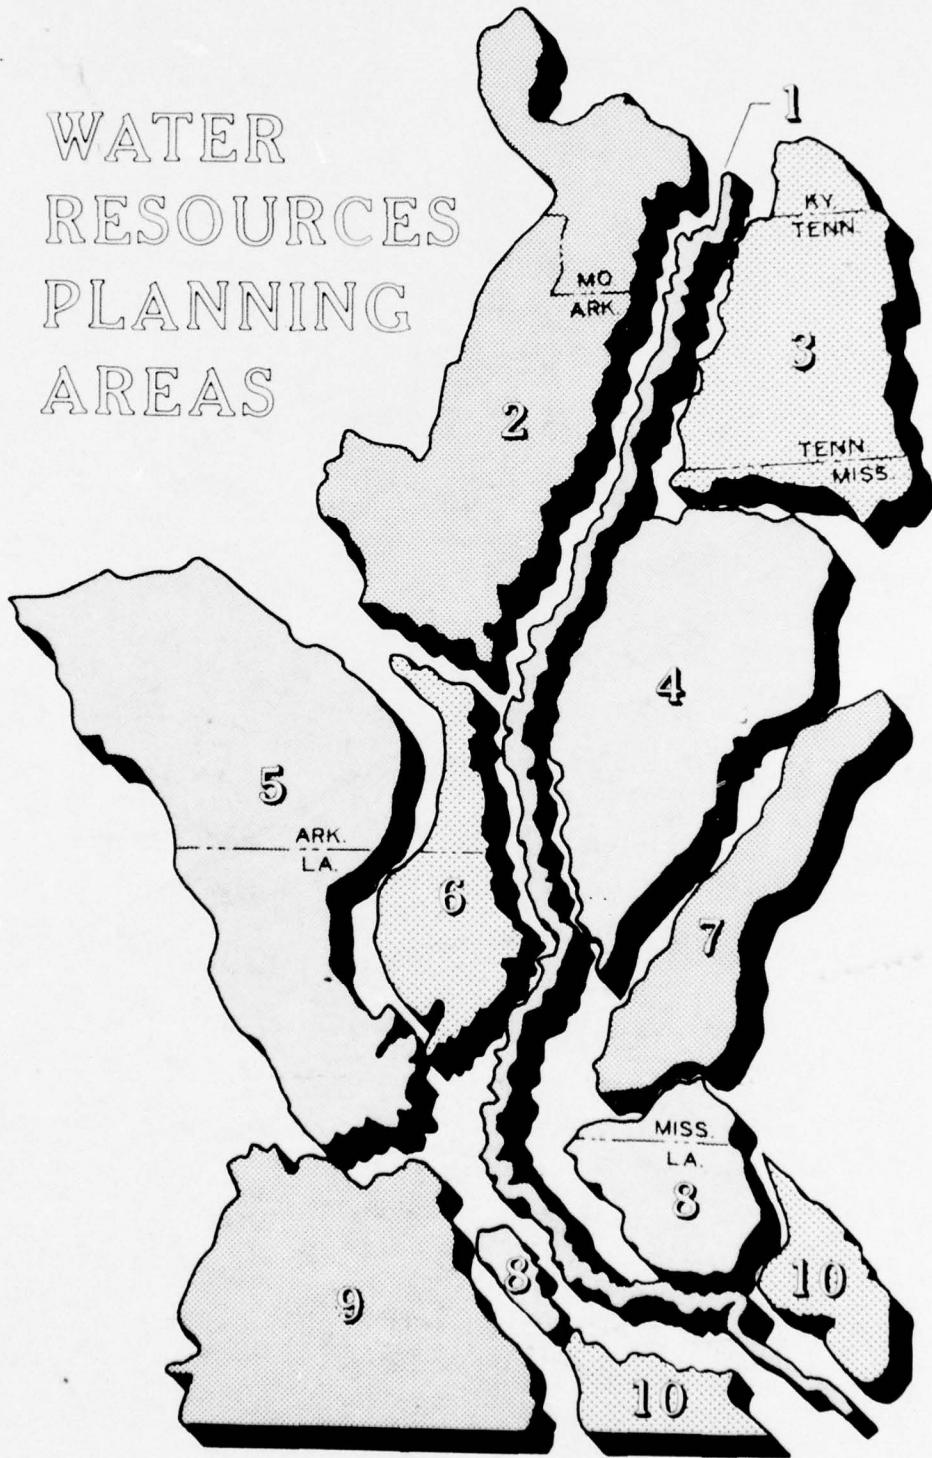 WATER
RESOURCES
PLANNING
AREAS
1
KY.
TENN
MO
ARK.
3
2
TENN.
MISS.
4
5
ARK.
LA.
6
7
MISS.
LA.
8
8
10
9
10